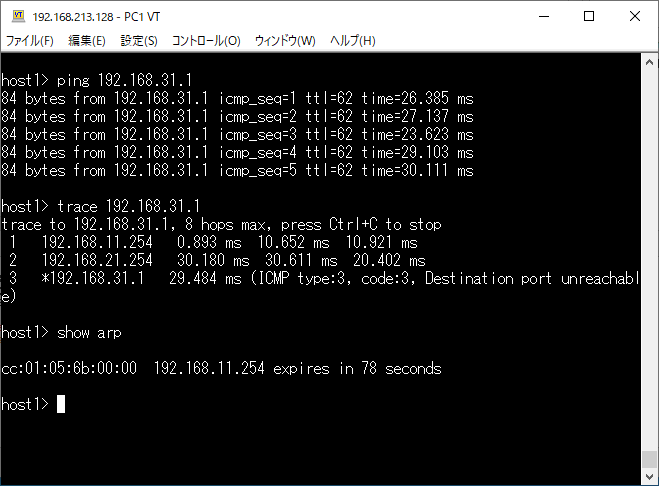 192.168.213.128 - PC1 VT
ファイル(F) 編集(E) 設定(S) コントロール(O) ウィンドウ(W) ヘルプ(H)
host1> ping 192.168.31.1
84 bytes from 192.168.31.1 icmp_seq=1 ttl=62 time=26.385 ms
84 bytes from 192.168.31.1 icmp_seq=2 ttl=62 time=27.137 ms
84 bytes from 192.168.31.1 icmp_seq=3 ttl=62 time=23.623 ms
84 bytes from 192.168.31.1 icmp_seq=4 ttl=62 time=29.103 ms
84 bytes from 192.168.31.1 icmp_seq=5 ttl=62 time=30.111 ms
host1> trace 192.168.31.1
trace to 192.168.31.1, 8 hops max, press Ctrl+C to stop
1 192.168.11.254 0.893 ms 10.652 ms 10.921 ms
2 192.168.21.254 30.180 ms 30.611 ms 20.402 ms
3 *192.168.31.1 29.484 ms (ICMP type:3, code:3, Destination port unreachabl
e)
host1> show arp
cc:01:05:6b:00:00 192.168.11.254 expires in 78 seconds
host1>